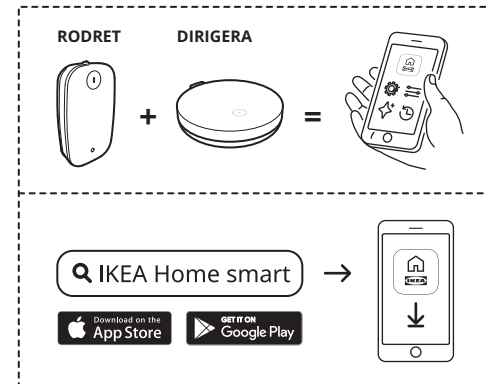 RODRET
DIRIGERA
+
=
IKEA Home smart
IKEA
Download on the
App Store
GET IT ON
Google Play